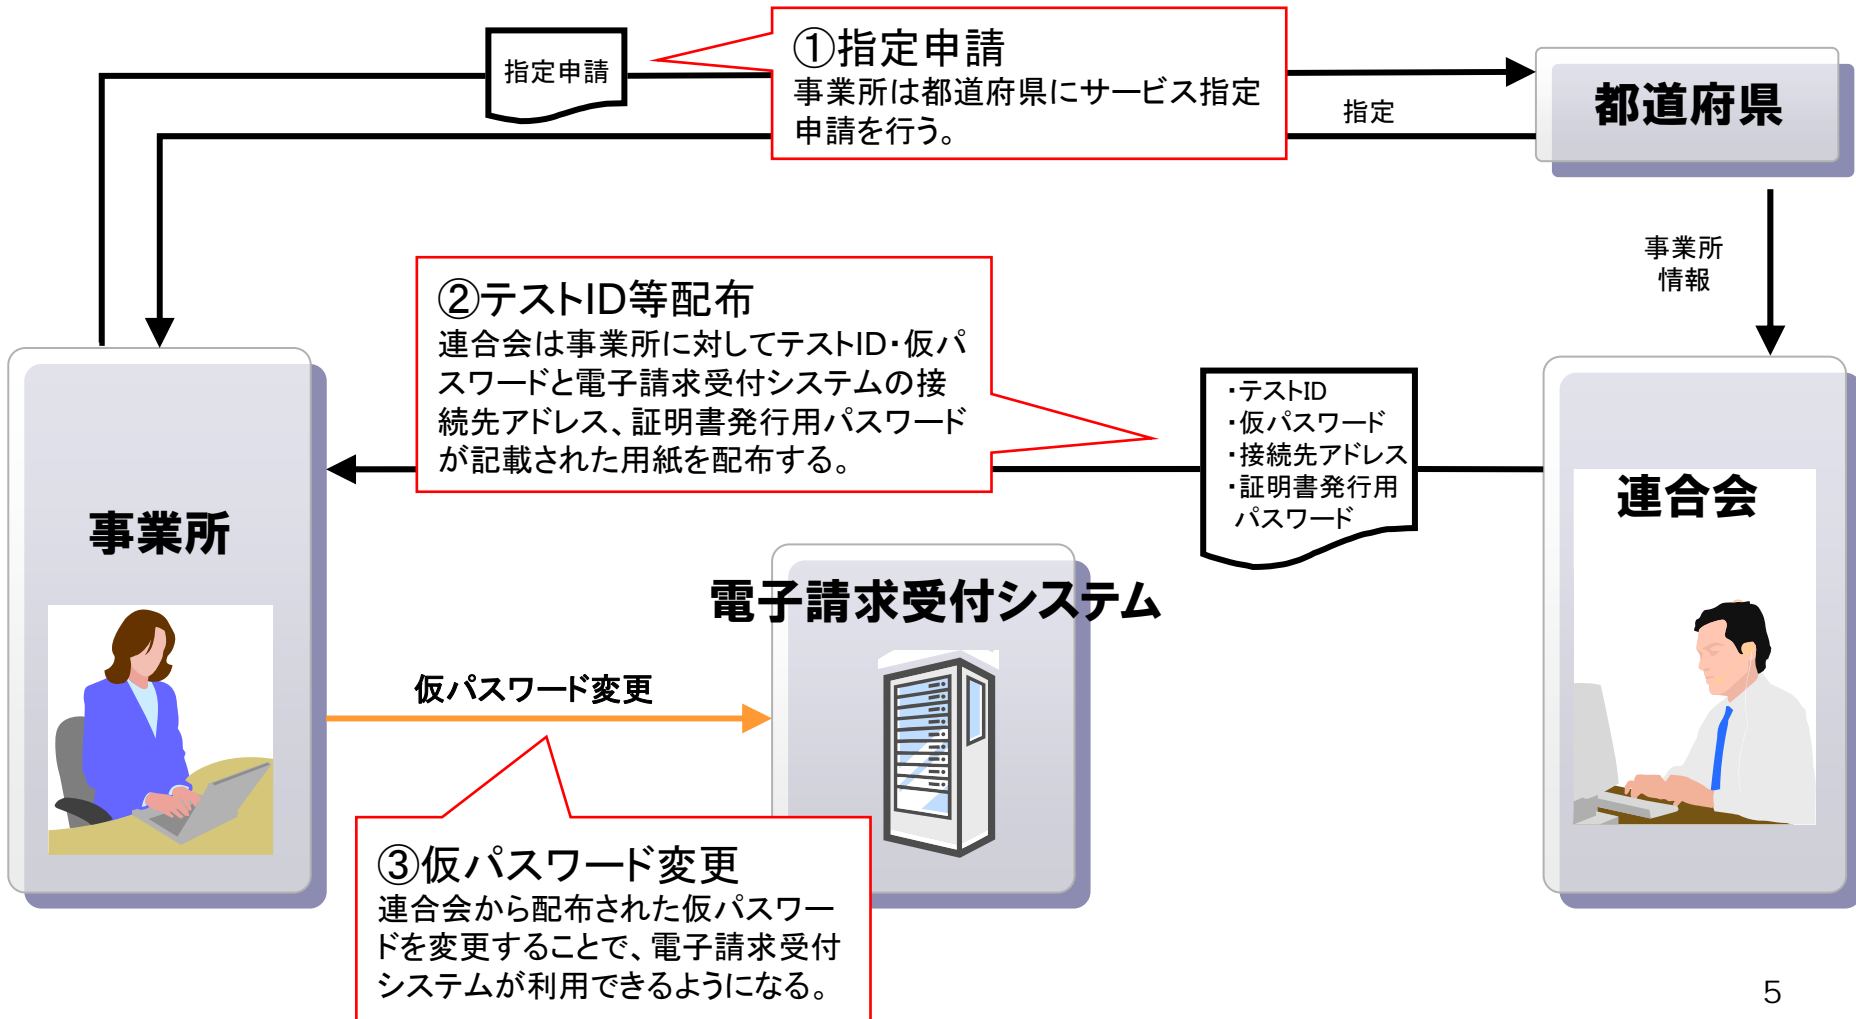 指定申請
①指定申請
事業所は都道府県にサービス指定
申請を行う。
指定
都道府県
事業所
情報
②テストID等配布
連合会は事業所に対してテストID・仮パ
スワードと電子請求受付システムの接
続先アドレス、証明書発行用パスワード
が記載された用紙を配布する。
・テストID
・仮パスワード
・接続先アドレス
・証明書発行用
パスワード
連合会
事業所
電子請求受付システム
仮パスワード変更
③仮パスワード変更
連合会から配布された仮パスワー
ドを変更することで、電子請求受付
システムが利用できるようになる。
5